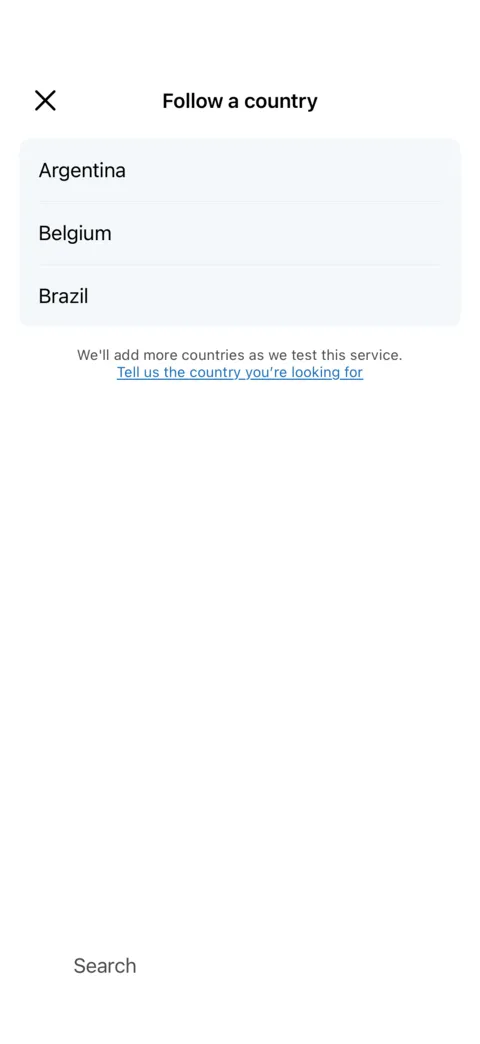 Follow a country
Argentina
Belgium
Brazil
We'll add more countries as we test this service.
Tell us the country you’re looking for
Search